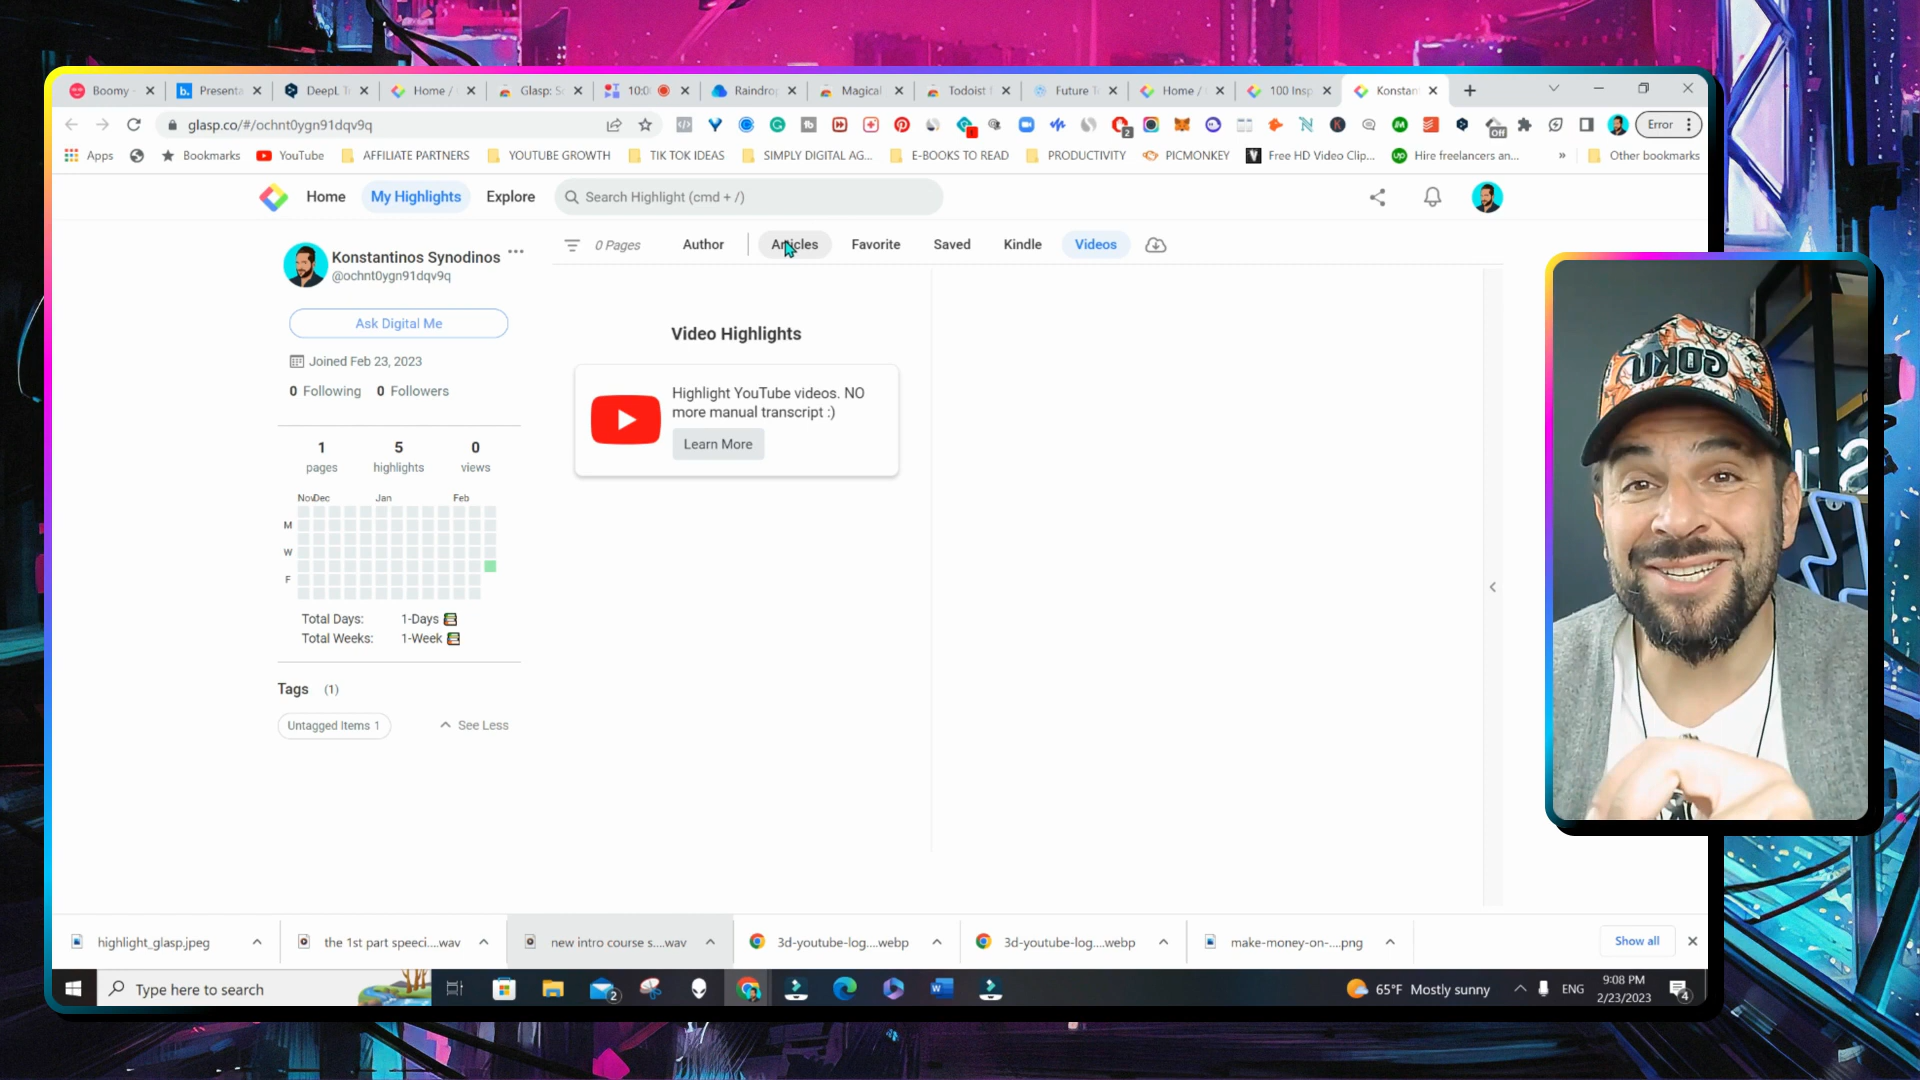 Boomy
Presenta
DeepL T
Home /
Glasp: S
10:0
Raindro
Magical
Todoist
Future T
Home /
100 Insp
Konstan
glasp.co/#/ochnt0ygn91dqv9q
2
Off
Error
Apps
Bookmarks
YouTube
AFFILIATE PARTNERS
YOUTUBE GROWTH
TIK TOK IDEAS
SIMPLY DIGITAL AG...
E-BOOKS TO READ
PRODUCTIVITY
PICMONKEY
Free HD Video Clip...
Hire freelancers an...
»
Other bookmarks
Home
My Highlights
Explore
Search Highlight (cmd + /)
Konstantinos Synodinos
@ochnt0ygn91dqv9q
0 Pages
Author
Articles
Favorite
Saved
Kindle
Videos
Ask Digital Me
Joined Feb 23, 2023
0 Following 0 Followers
1 pages
5 highlights
0 views
Nov Dec Jan Feb
M
W
F
Total Days: 1-Days
Total Weeks: 1-Week
Tags (1)
Untagged Items 1
See Less
Video Highlights
Highlight YouTube videos. NO
more manual transcript :)
Learn More
GOKU
highlight_glasp.jpeg
the 1st part speeci....wav
new intro course s....wav
3d-youtube-log....webp
3d-youtube-log....webp
make-money-on-....png
Show all
Type here to search
2
65°F Mostly sunny
ENG
9:08 PM
2/23/2023
4